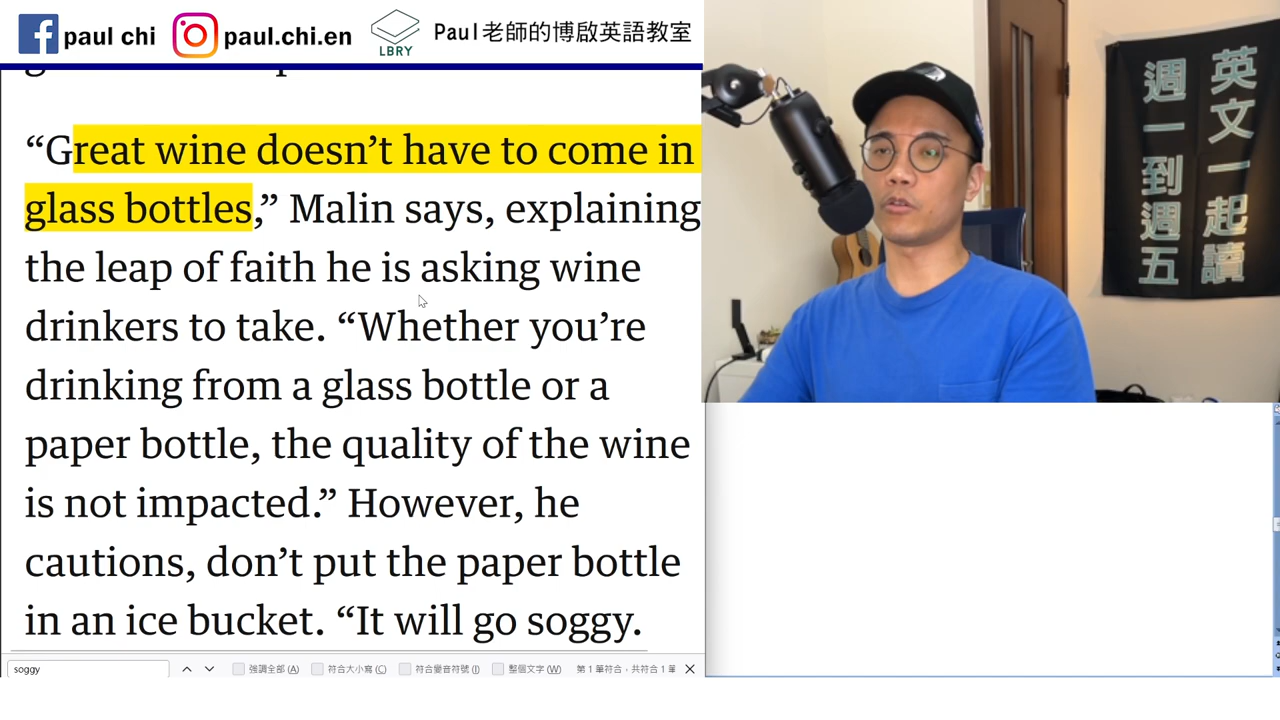 paul chi
paul.chi.en
LBRY
Paul老師的博啟英語教室
“Great wine doesn’t have to come in
glass bottles,” Malin says, explaining
the leap of faith he is asking wine
drinkers to take. “Whether you’re
drinking from a glass bottle or a
paper bottle, the quality of the wine
is not impacted.” However, he
cautions, don’t put the paper bottle
in an ice bucket. “It will go soggy.
soggy
強調全部 (A)
符合大小寫 (C)
符合變音符號 (I)
整個文字 (W)
第 1 筆符合，共符合 1 筆
英文一起讀
週一到週五